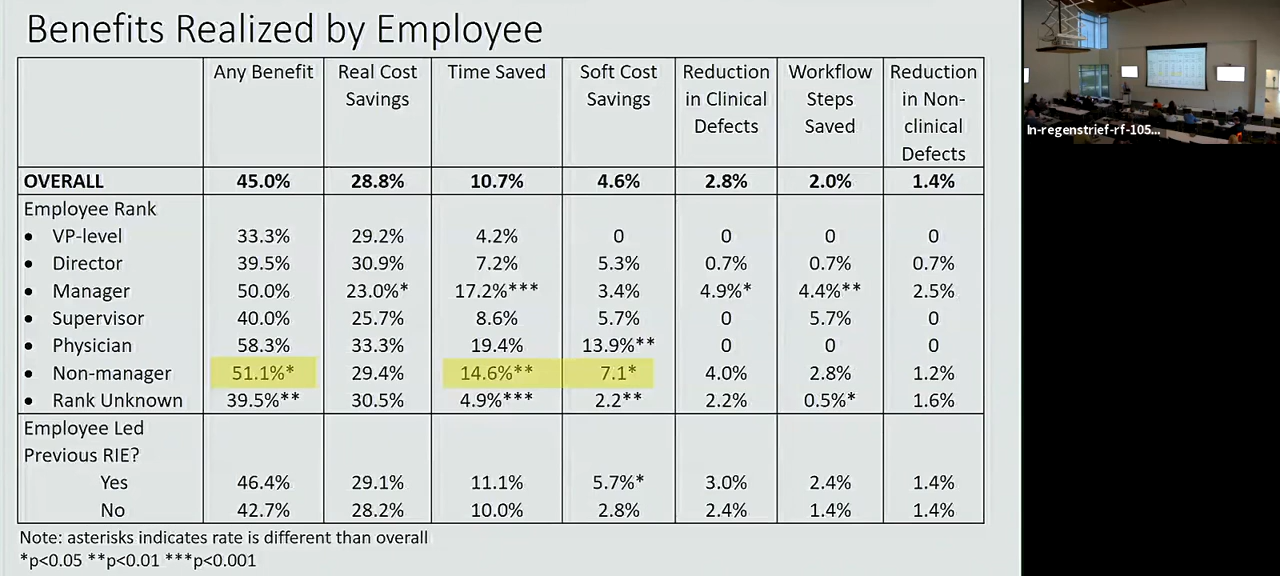 Benefits Realized by Employee
Any Benefit Real Cost Savings Time Saved Soft Cost Savings Reduction in Clinical Defects Workflow Steps Saved Reduction in Non-clinical Defects
OVERALL 45.0% 28.8% 10.7% 4.6% 2.8% 2.0% 1.4%
Employee Rank
• VP-level 33.3% 29.2% 4.2% 0 0 0 0
• Director 39.5% 30.9% 7.2% 5.3% 0.7% 0.7% 0.7%
• Manager 50.0% 23.0%* 17.2%*** 3.4% 4.9%* 4.4%** 2.5%
• Supervisor 40.0% 25.7% 8.6% 5.7% 0 5.7% 0
• Physician 58.3% 33.3% 19.4% 13.9%** 0 0 0
• Non-manager 51.1%* 29.4% 14.6%** 7.1* 4.0% 2.8% 1.2%
• Rank Unknown 39.5%** 30.5% 4.9%*** 2.2** 2.2% 0.5%* 1.6%
Employee Led
Previous RIE?
Yes 46.4% 29.1% 11.1% 5.7%* 3.0% 2.4% 1.4%
No 42.7% 28.2% 10.0% 2.8% 2.4% 1.4% 1.4%
Note: asterisks indicates rate is different than overall
*p<0.05 **p<0.01 ***p<0.001
In-regenstrief-rf-105...